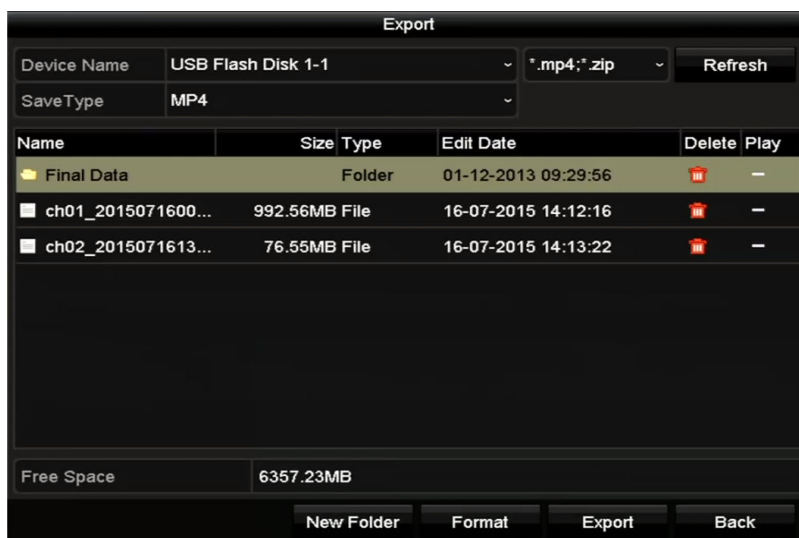 Export
Device Name USB Flash Disk 1-1 *.mp4;*.zip Refresh
SaveType MP4
Name Size Type Edit Date Delete Play
Final Data Folder 01-12-2013 09:29:56
ch01_2015071600... 992.56MB File 16-07-2015 14:12:16
ch02_2015071613... 76.55MB File 16-07-2015 14:13:22
Free Space 6357.23MB
New Folder Format Export Back